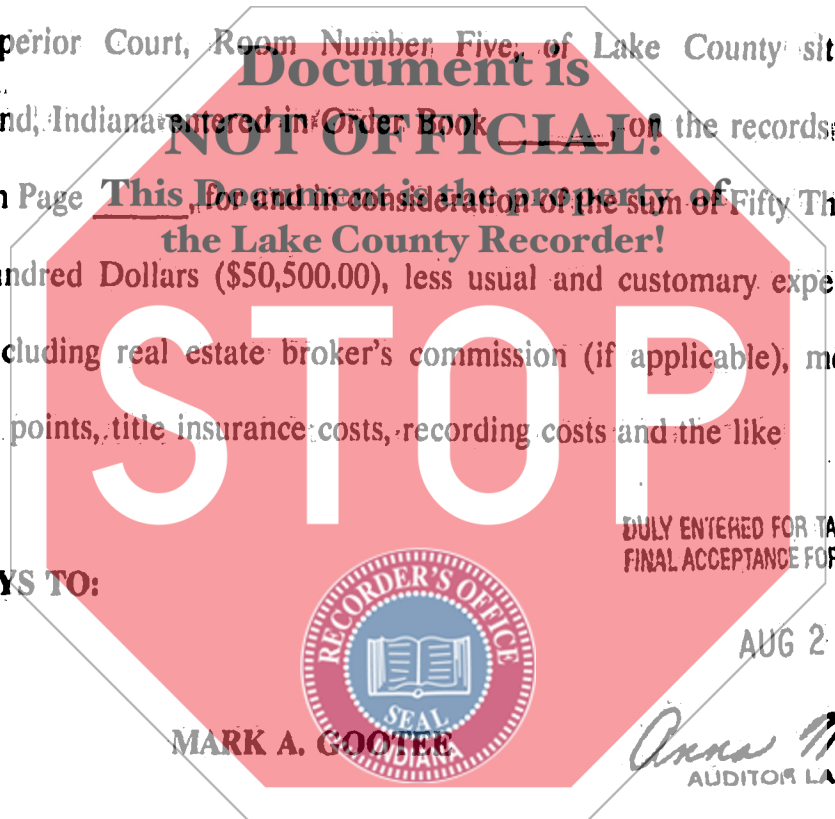 perior Court, Room Number Five, of Lake County sit
Document is
nd, Indiana entered in Order Book ______, on the records
NOT OFFICIAL!
n Page ______, for and in consideration of the sum of Fifty Th
This Document is the property of
the Lake County Recorder!
ndred Dollars ($50,500.00), less usual and customary expe
cluding real estate broker's commission (if applicable), m
points, title insurance costs, recording costs and the like
STOP
DULY ENTERED FOR TA
FINAL ACCEPTANCE FOR
YS TO:
RECORDER'S OFFICE
SEAL
INDIANA
AUG 2
MARK A. GOOTEE
Anna
AUDITOR LA